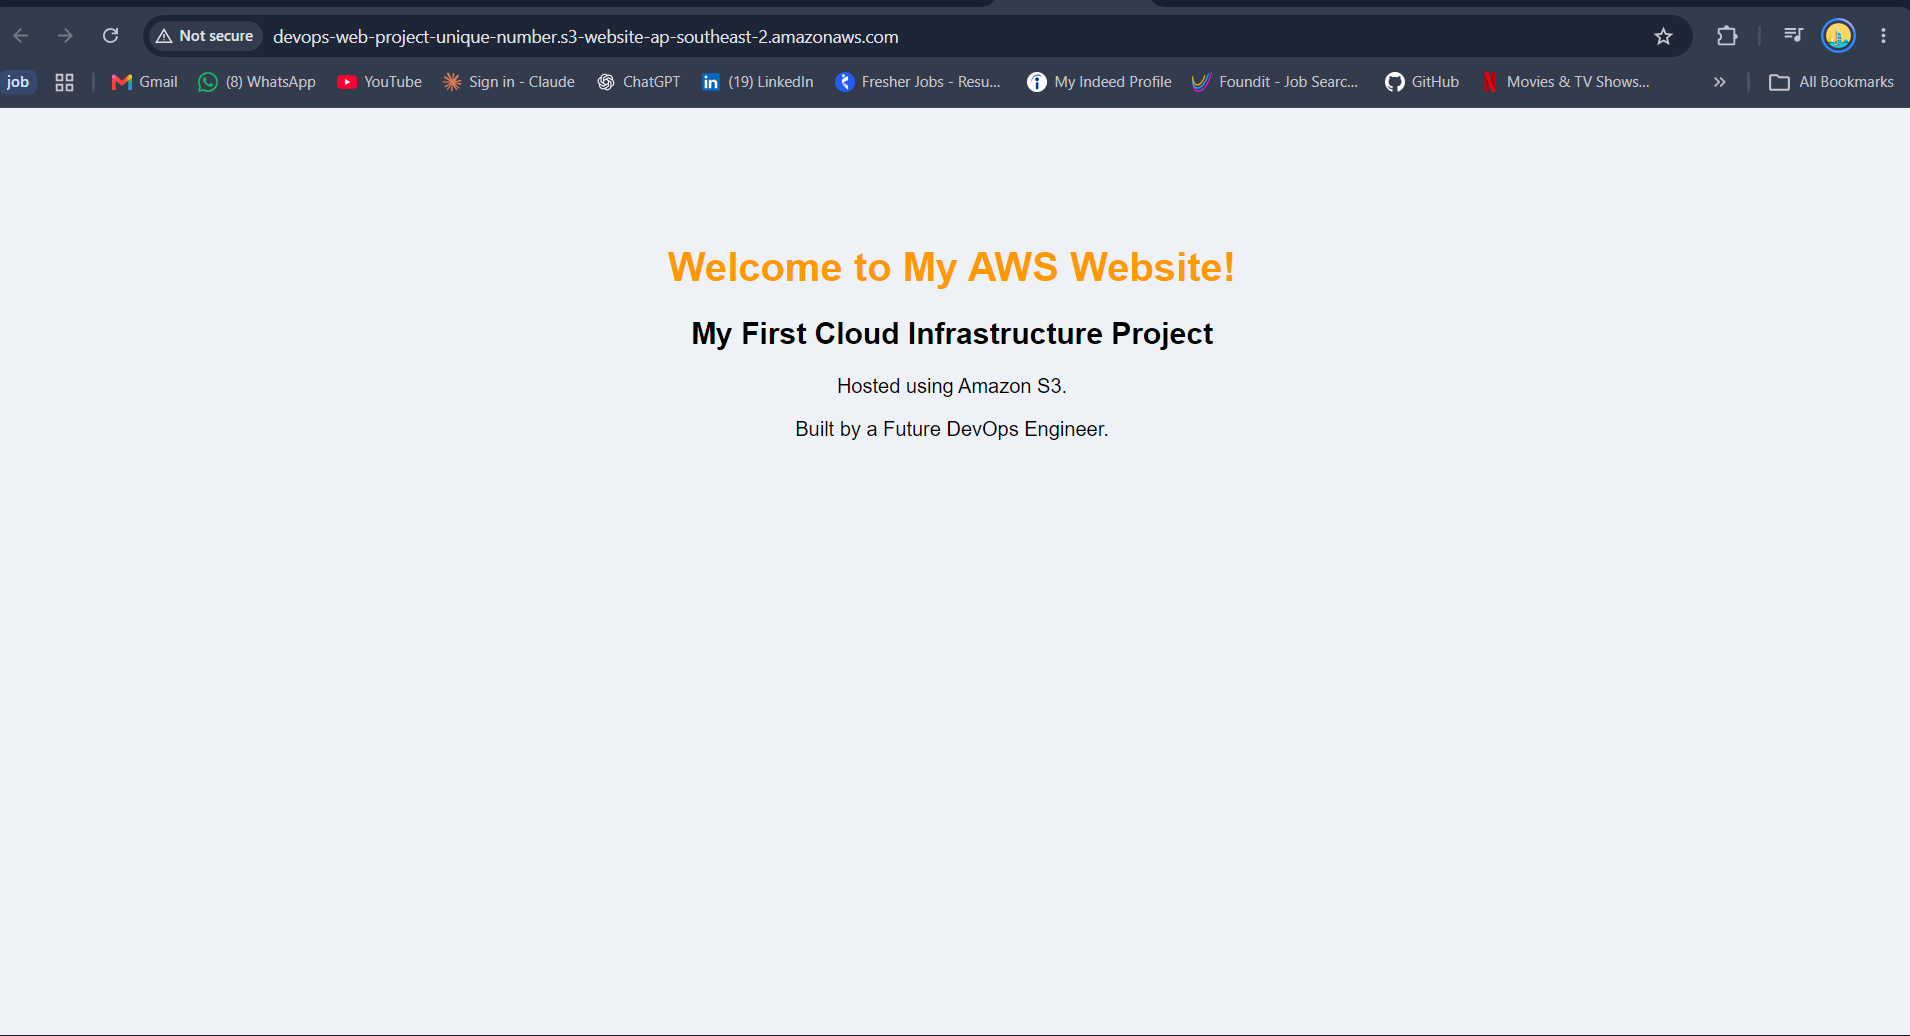 Not secure devops-web-project-unique-number.s3-website-ap-southeast-2.amazonaws.com
job Gmail (8) WhatsApp YouTube Sign in - Claude ChatGPT (19) LinkedIn Fresher Jobs - Resu... My Indeed Profile Foundit - Job Searc... GitHub Movies & TV Shows... All Bookmarks
Welcome to My AWS Website!
My First Cloud Infrastructure Project
Hosted using Amazon S3.
Built by a Future DevOps Engineer.